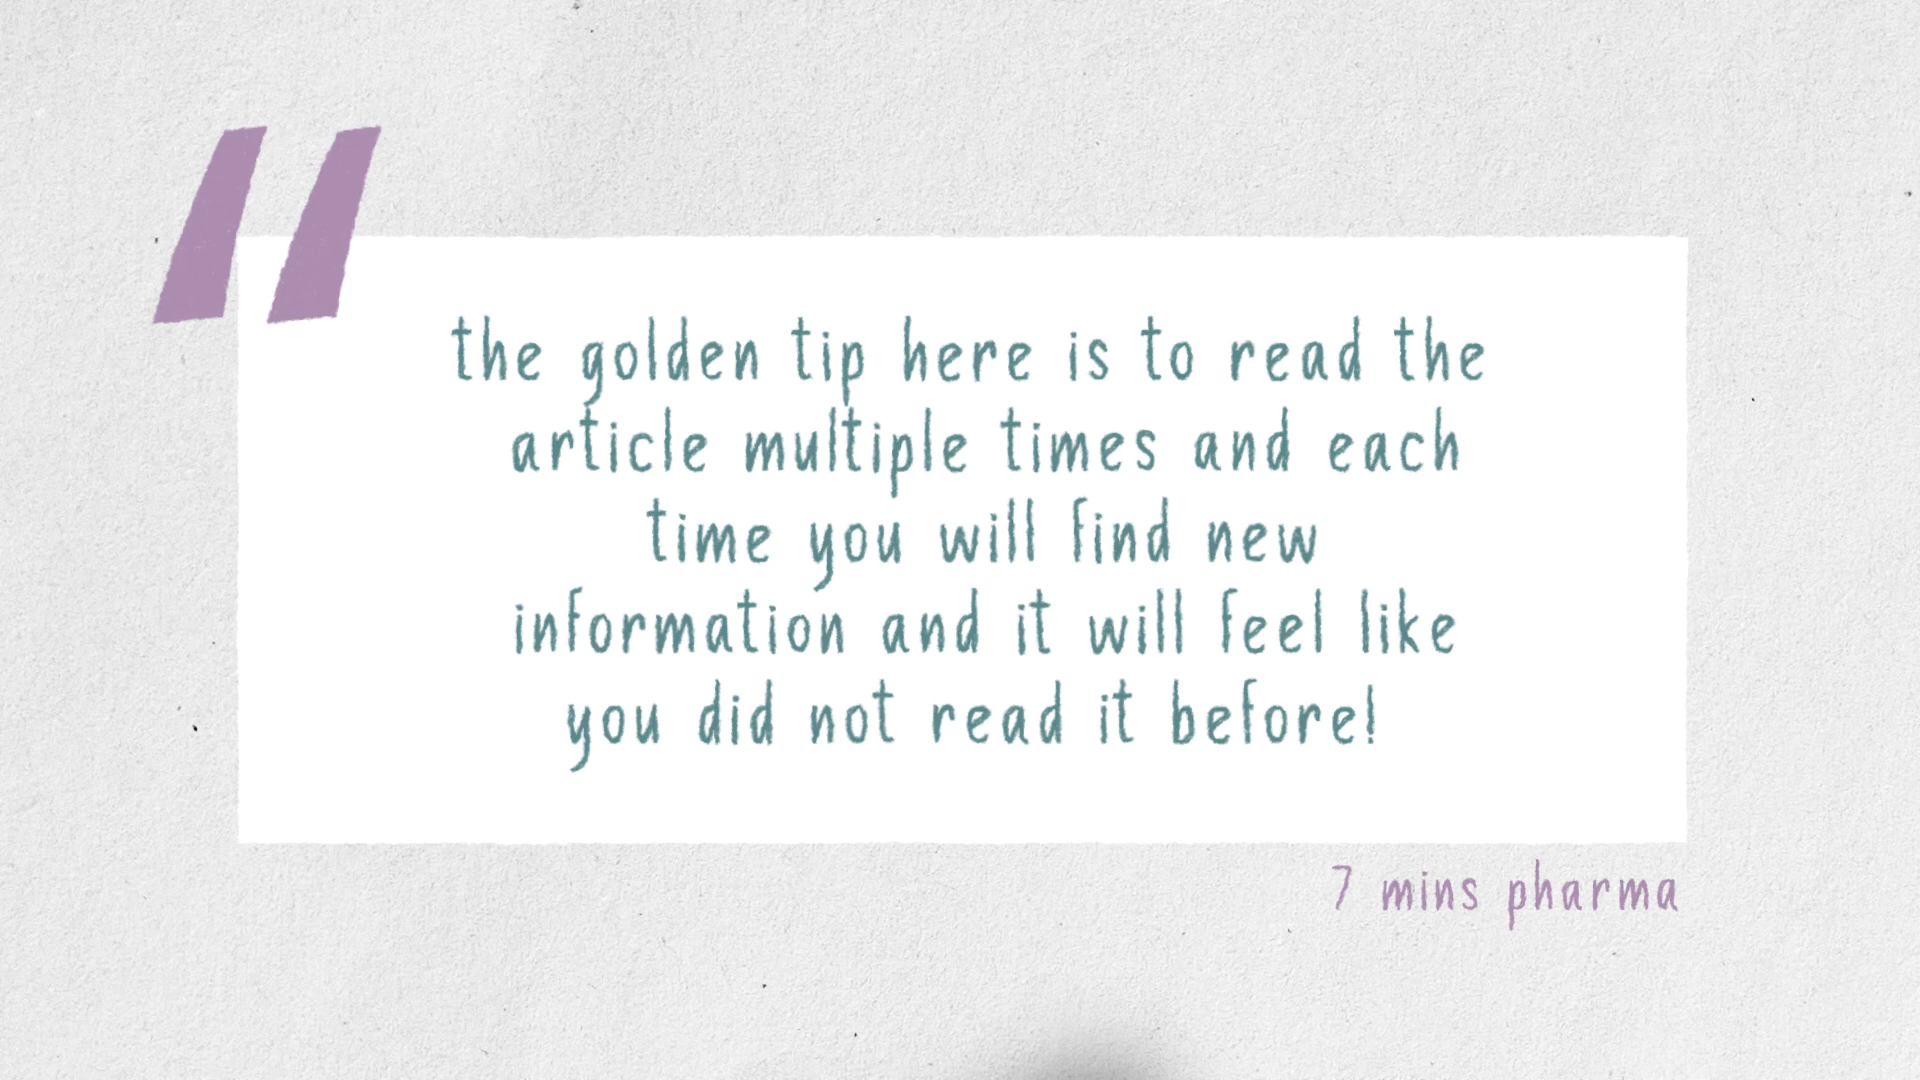 "
the golden tip here is to read the
article multiple times and each
time you will find new
information and it will feel like
you did not read it before!
7 mins pharma